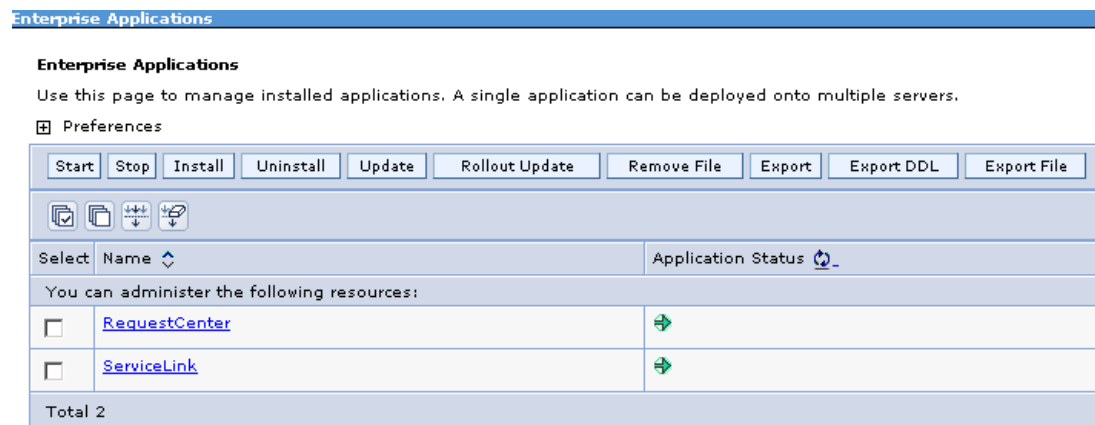 Enterprise Applications
Enterprise Applications
Use this page to manage installed applications. A single application can be deployed onto multiple servers.
Preferences
Start Stop Install Uninstall Update Rollout Update Remove File Export Export DDL Export File
Select Name Application Status
You can administer the following resources:
RequestCenter
ServiceLink
Total 2